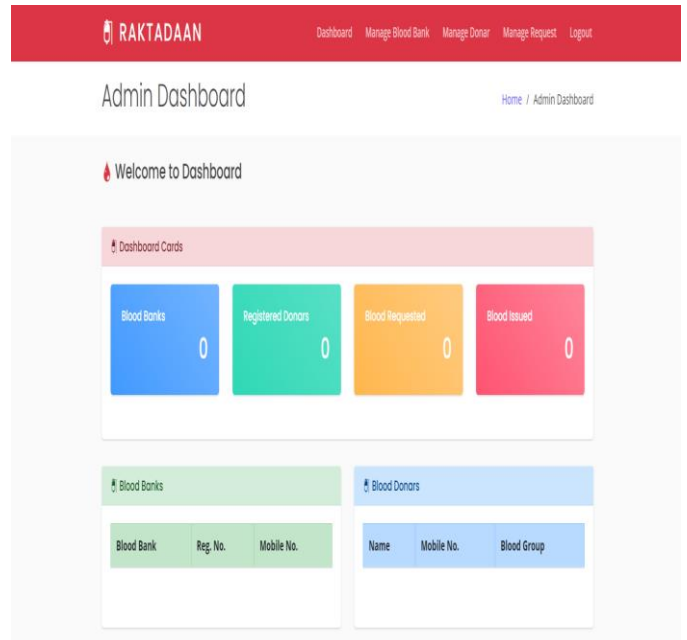 RAKTADAAN Dashboard Manage Blood Bank Manage Donar Manage Request Logout
Admin Dashboard Home / Admin Dashboard
Welcome to Dashboard
Dashboard Cards
Blood Banks Registered Donars Blood Requested Blood Issued
0 0 0 0
Blood Banks Blood Donars
Blood Bank Reg. No. Mobile No. Name Mobile No. Blood Group